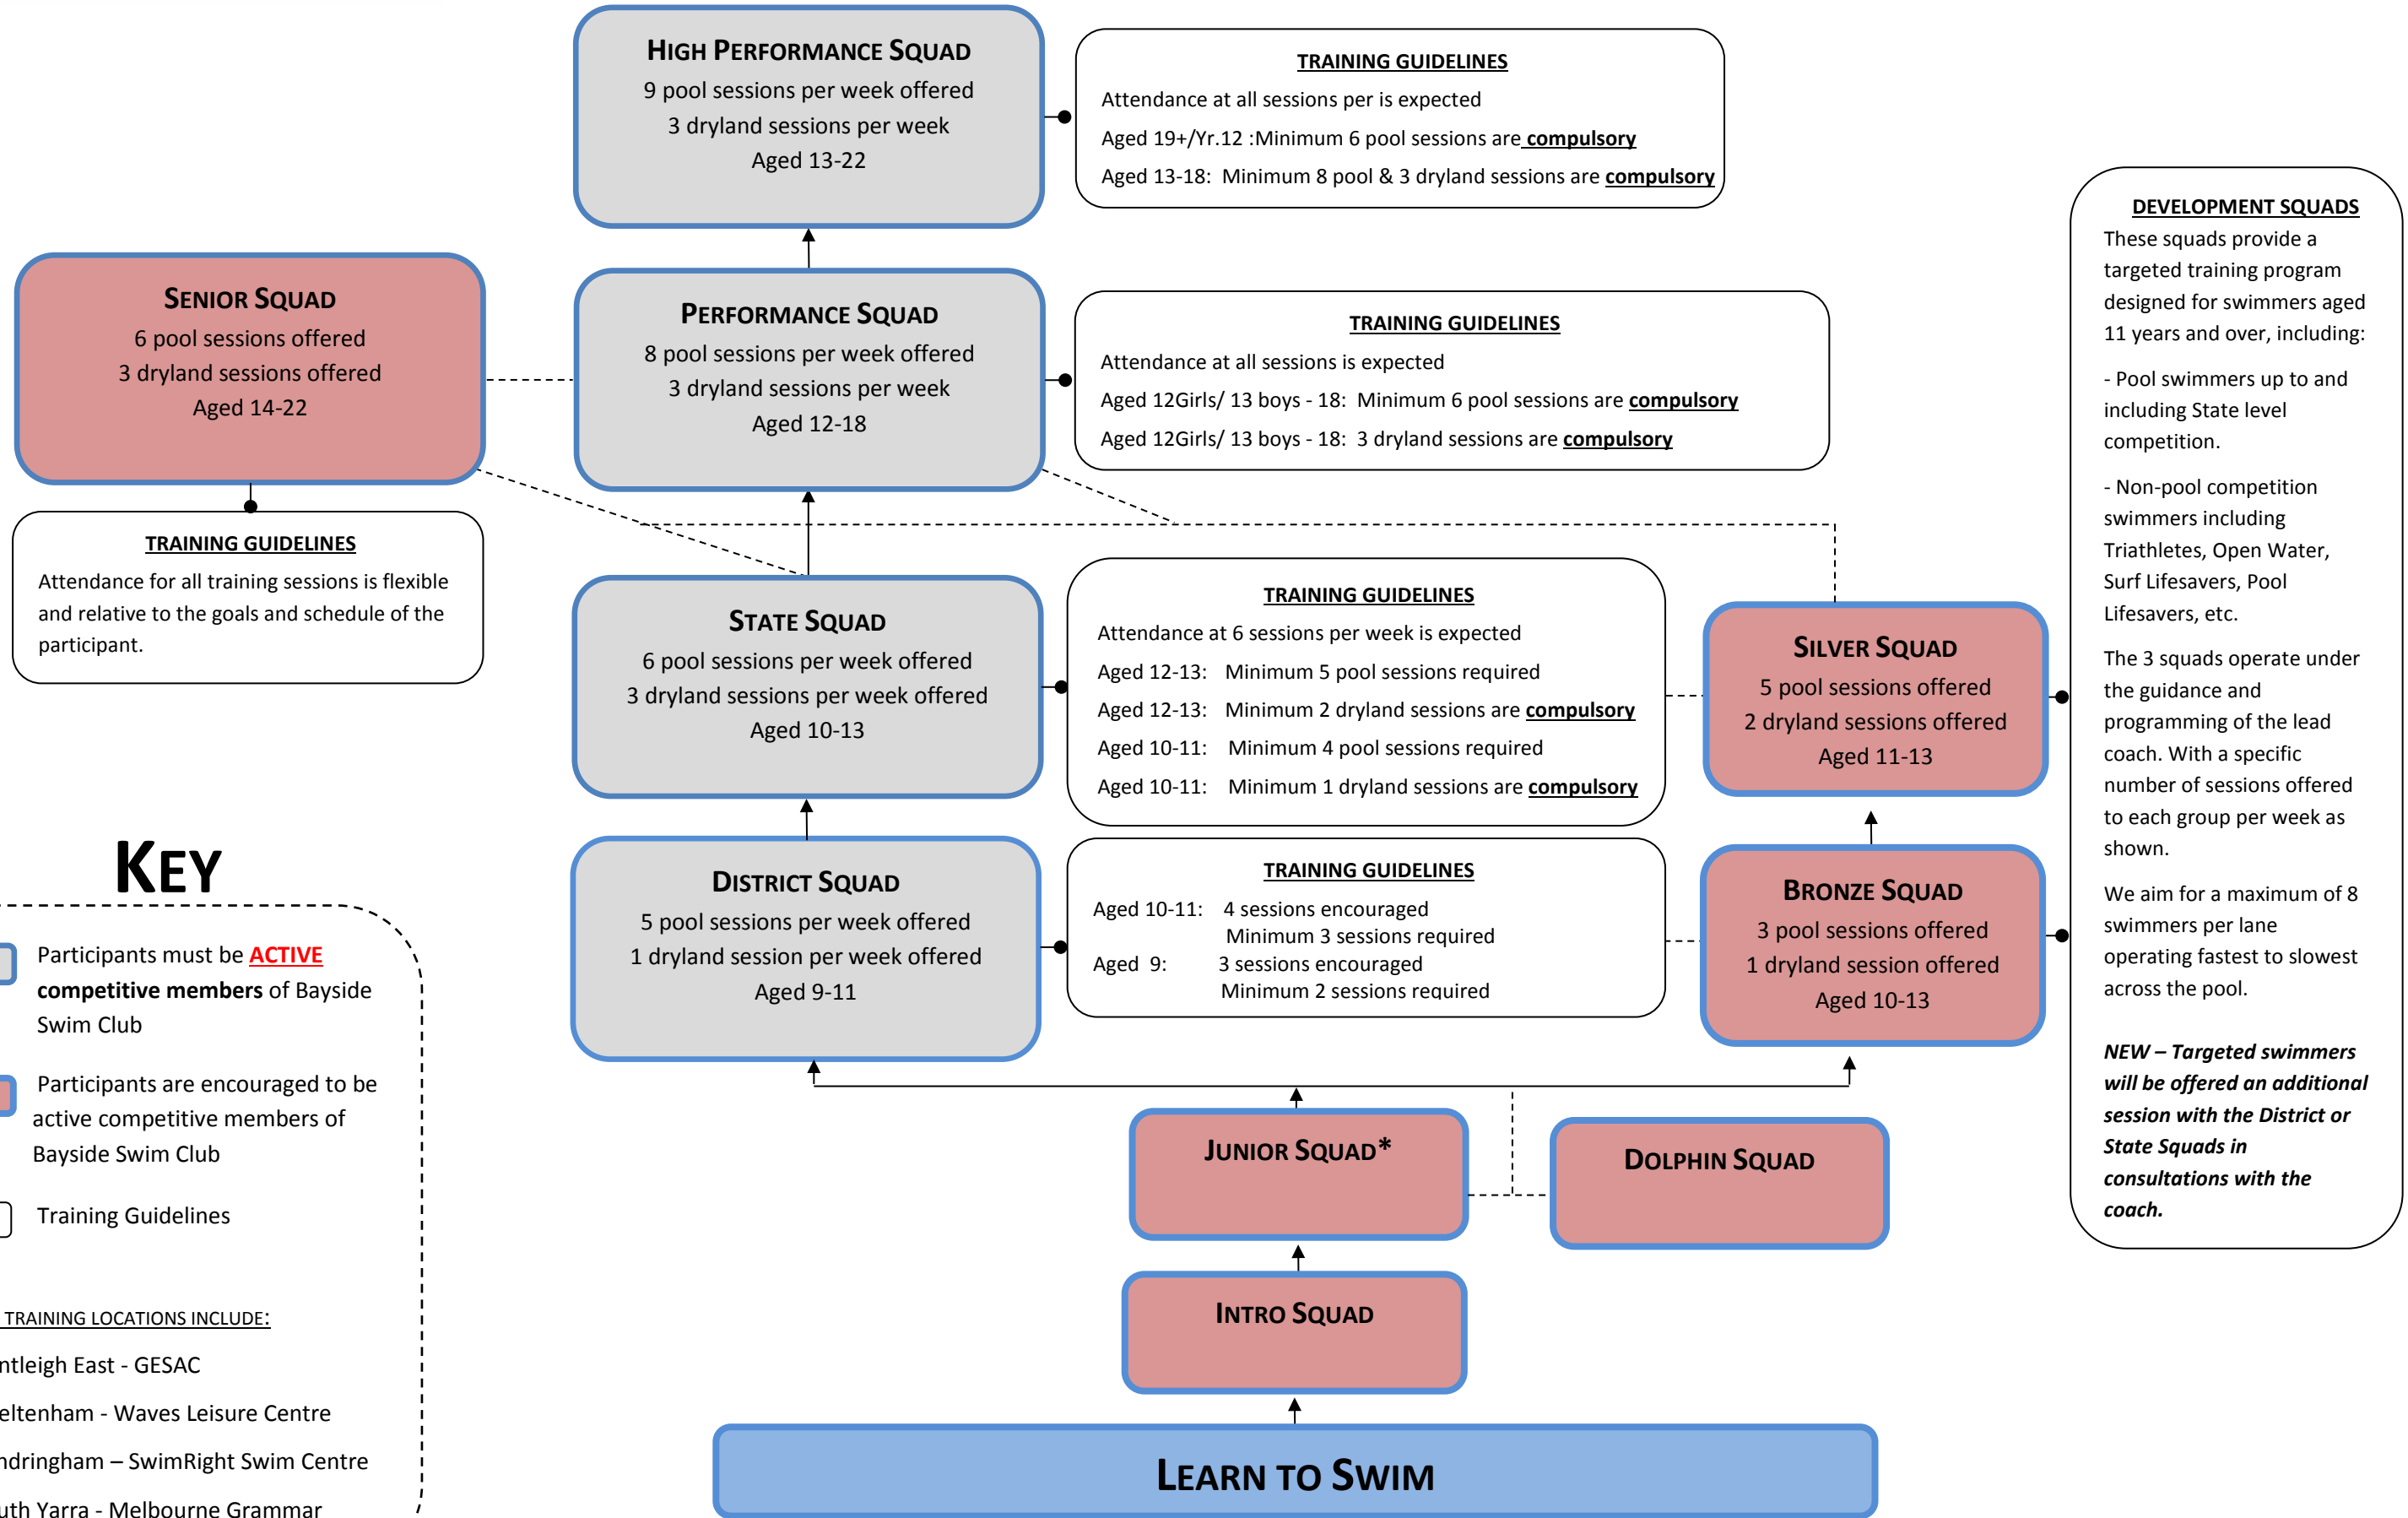 HIGH PERFORMANCE SQUAD
9 pool sessions per week offered
3 dryland sessions per week
Aged 13-22
TRAINING GUIDELINES
Attendance at all sessions per is expected
Aged 19+/Yr.12 :Minimum 6 pool sessions are compulsory
Aged 13-18: Minimum 8 pool & 3 dryland sessions are compulsory
SENIOR SQUAD
6 pool sessions offered
3 dryland sessions offered
Aged 14-22
TRAINING GUIDELINES
Attendance for all training sessions is flexible
and relative to the goals and schedule of the
participant.
PERFORMANCE SQUAD
8 pool sessions per week offered
3 dryland sessions per week
Aged 12-18
TRAINING GUIDELINES
Attendance at all sessions is expected
Aged 12Girls/ 13 boys - 18: Minimum 6 pool sessions are compulsory
Aged 12Girls/ 13 boys - 18: 3 dryland sessions are compulsory
STATE SQUAD
6 pool sessions per week offered
3 dryland sessions per week offered
Aged 10-13
TRAINING GUIDELINES
Attendance at 6 sessions per week is expected
Aged 12-13: Minimum 5 pool sessions required
Aged 12-13: Minimum 2 dryland sessions are compulsory
Aged 10-11: Minimum 4 pool sessions required
Aged 10-11: Minimum 1 dryland sessions are compulsory
SILVER SQUAD
5 pool sessions offered
2 dryland sessions offered
Aged 11-13
DISTRICT SQUAD
5 pool sessions per week offered
1 dryland session per week offered
Aged 9-11
TRAINING GUIDELINES
Aged 10-11: 4 sessions encouraged
Minimum 3 sessions required
Aged 9: 3 sessions encouraged
Minimum 2 sessions required
BRONZE SQUAD
3 pool sessions offered
1 dryland session offered
Aged 10-13
DEVELOPMENT SQUADS
These squads provide a
targeted training program
designed for swimmers aged
11 years and over, including:
- Pool swimmers up to and
including State level
competition.
- Non-pool competition
swimmers including
Triathletes, Open Water,
Surf Lifesavers, Pool
Lifesavers, etc.
The 3 squads operate under
the guidance and
programming of the lead
coach. With a specific
number of sessions offered
to each group per week as
shown.
We aim for a maximum of 8
swimmers per lane
operating fastest to slowest
across the pool.
NEW – Targeted swimmers
will be offered an additional
session with the District or
State Squads in
consultations with the
coach.
JUNIOR SQUAD*
DOLPHIN SQUAD
INTRO SQUAD
LEARN TO SWIM
KEY
Participants must be ACTIVE
competitive members of Bayside
Swim Club
Participants are encouraged to be
active competitive members of
Bayside Swim Club
Training Guidelines
TRAINING LOCATIONS INCLUDE:
ntleigh East - GESAC
eltenham - Waves Leisure Centre
ndringham – SwimRight Swim Centre
uth Yarra - Melbourne Grammar